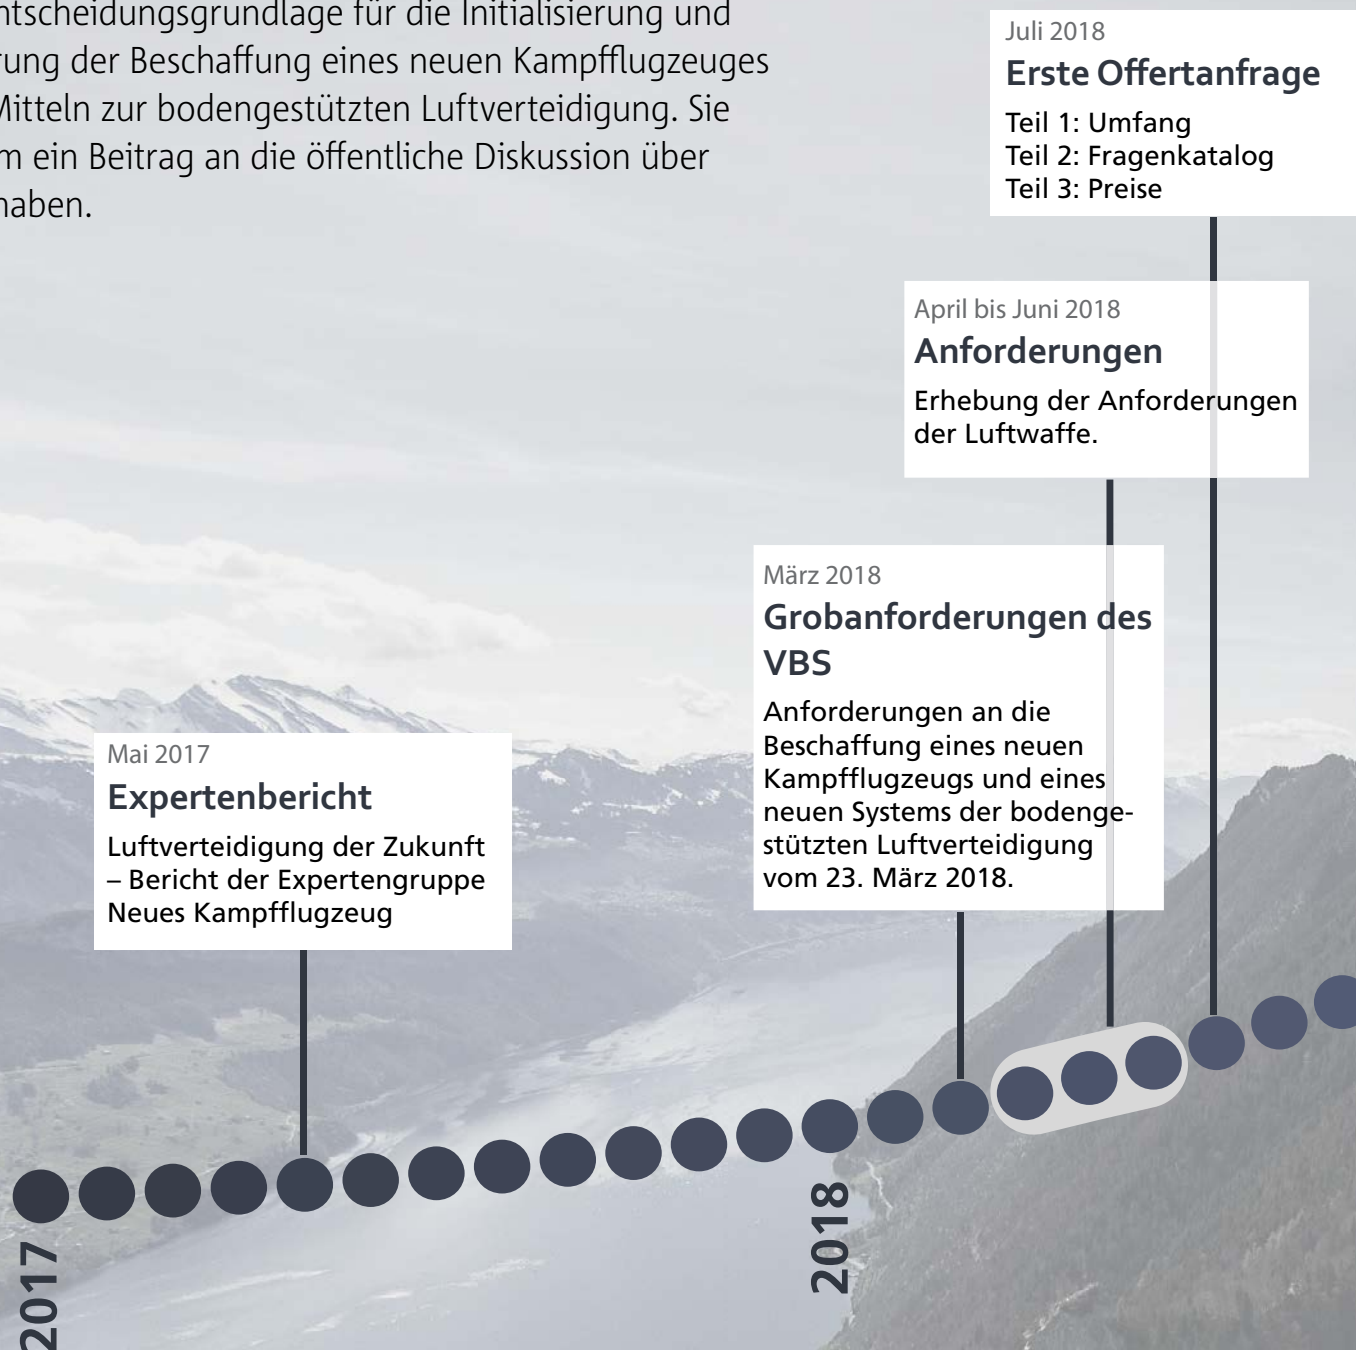 ntscheidungsgrundlage für die Initialisierung und
rung der Beschaffung eines neuen Kampfflugzeuges
Mitteln zur bodengestützten Luftverteidigung. Sie
m ein Beitrag an die öffentliche Diskussion über
haben.
Juli 2018
Erste Offertanfrage
Teil 1: Umfang
Teil 2: Fragenkatalog
Teil 3: Preise
April bis Juni 2018
Anforderungen
Erhebung der Anforderungen
der Luftwaffe.
März 2018
Grobanforderungen des
VBS
Anforderungen an die
Beschaffung eines neuen
Kampfflugzeugs und eines
neuen Systems der bodenge-
stützten Luftverteidigung
vom 23. März 2018.
Mai 2017
Expertenbericht
Luftverteidigung der Zukunft
– Bericht der Expertengruppe
Neues Kampfflugzeug
2017
2018